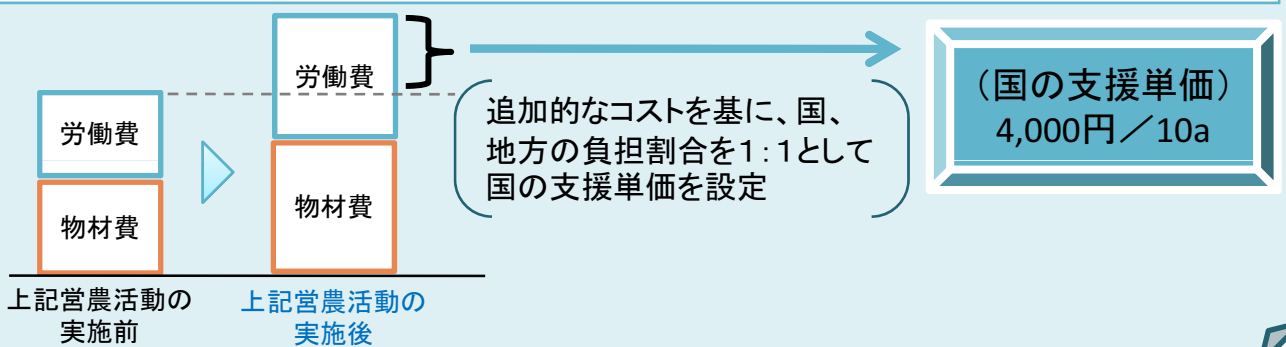 労働費
物材費
上記営農活動の
実施前
労働費
物材費
上記営農活動の
実施後
追加的なコストを基に、国、
地方の負担割合を1：1として
国の支援単価を設定
（国の支援単価）
4,000円／10a